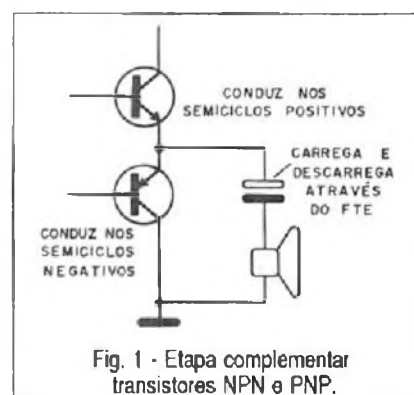 CONDUZ NOS
SEMICICLOS POSITIVOS
CARREGA E
DESCARREGA
ATRAVÉS
DO FTE
CONDUZ NOS
SEMICICLOS
NEGATIVOS
Fig. 1 - Etapa complementar
transistores NPN e PNP.